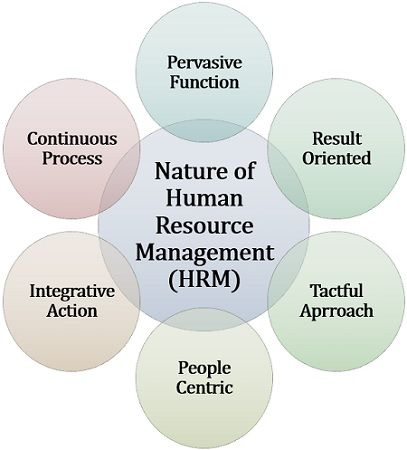 Pervasive
Function
Continuous
Process
Result
Oriented
Nature of
Human
Resource
Management
(HRM)
Integrative
Action
Tactful
Aprroach
People
Centric